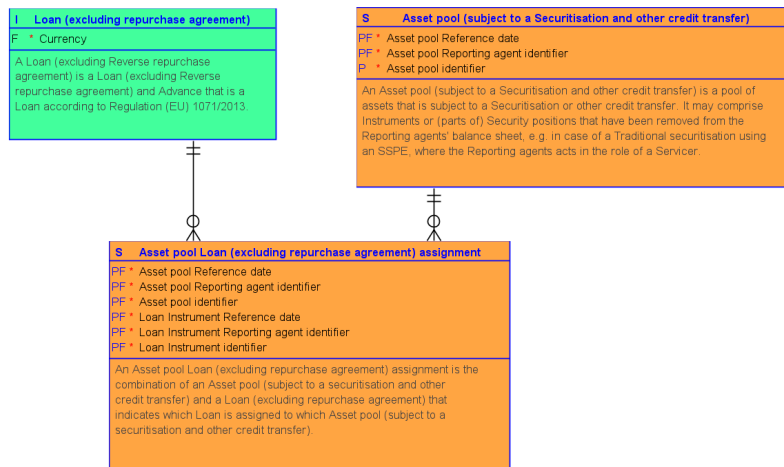 I Loan (excluding repurchase agreement)
F * Currency
A Loan (excluding Reverse repurchase
agreement) is a Loan (excluding Reverse
repurchase agreement) and Advance that is a
Loan according to Regulation (EU) 1071/2013.
S Asset pool (subject to a Securitisation and other credit transfer)
PF * Asset pool Reference date
PF * Asset pool Reporting agent identifier
P * Asset pool identifier
An Asset pool (subject to a Securitisation and other credit transfer) is a pool
of assets that is subject to a Securitisation or other credit transfer. It may
comprise Instruments or (parts of) Security positions that have been removed from the
Reporting agents' balance sheet, e.g. in case of a Traditional securitisation using
an SSPE, where the Reporting agents acts in the role of a Servicer.
S Asset pool Loan (excluding repurchase agreement) assignment
PF * Asset pool Reference date
PF * Asset pool Reporting agent identifier
PF * Asset pool identifier
PF * Loan Instrument Reference date
PF * Loan Instrument Reporting agent identifier
PF * Loan Instrument identifier
An Asset pool Loan (excluding repurchase agreement) assignment is the
combination of an Asset pool (subject to a securitisation and other
credit transfer) and a Loan (excluding repurchase agreement) that
indicates which Loan is assigned to which Asset pool (subject to a
securitisation and other credit transfer).